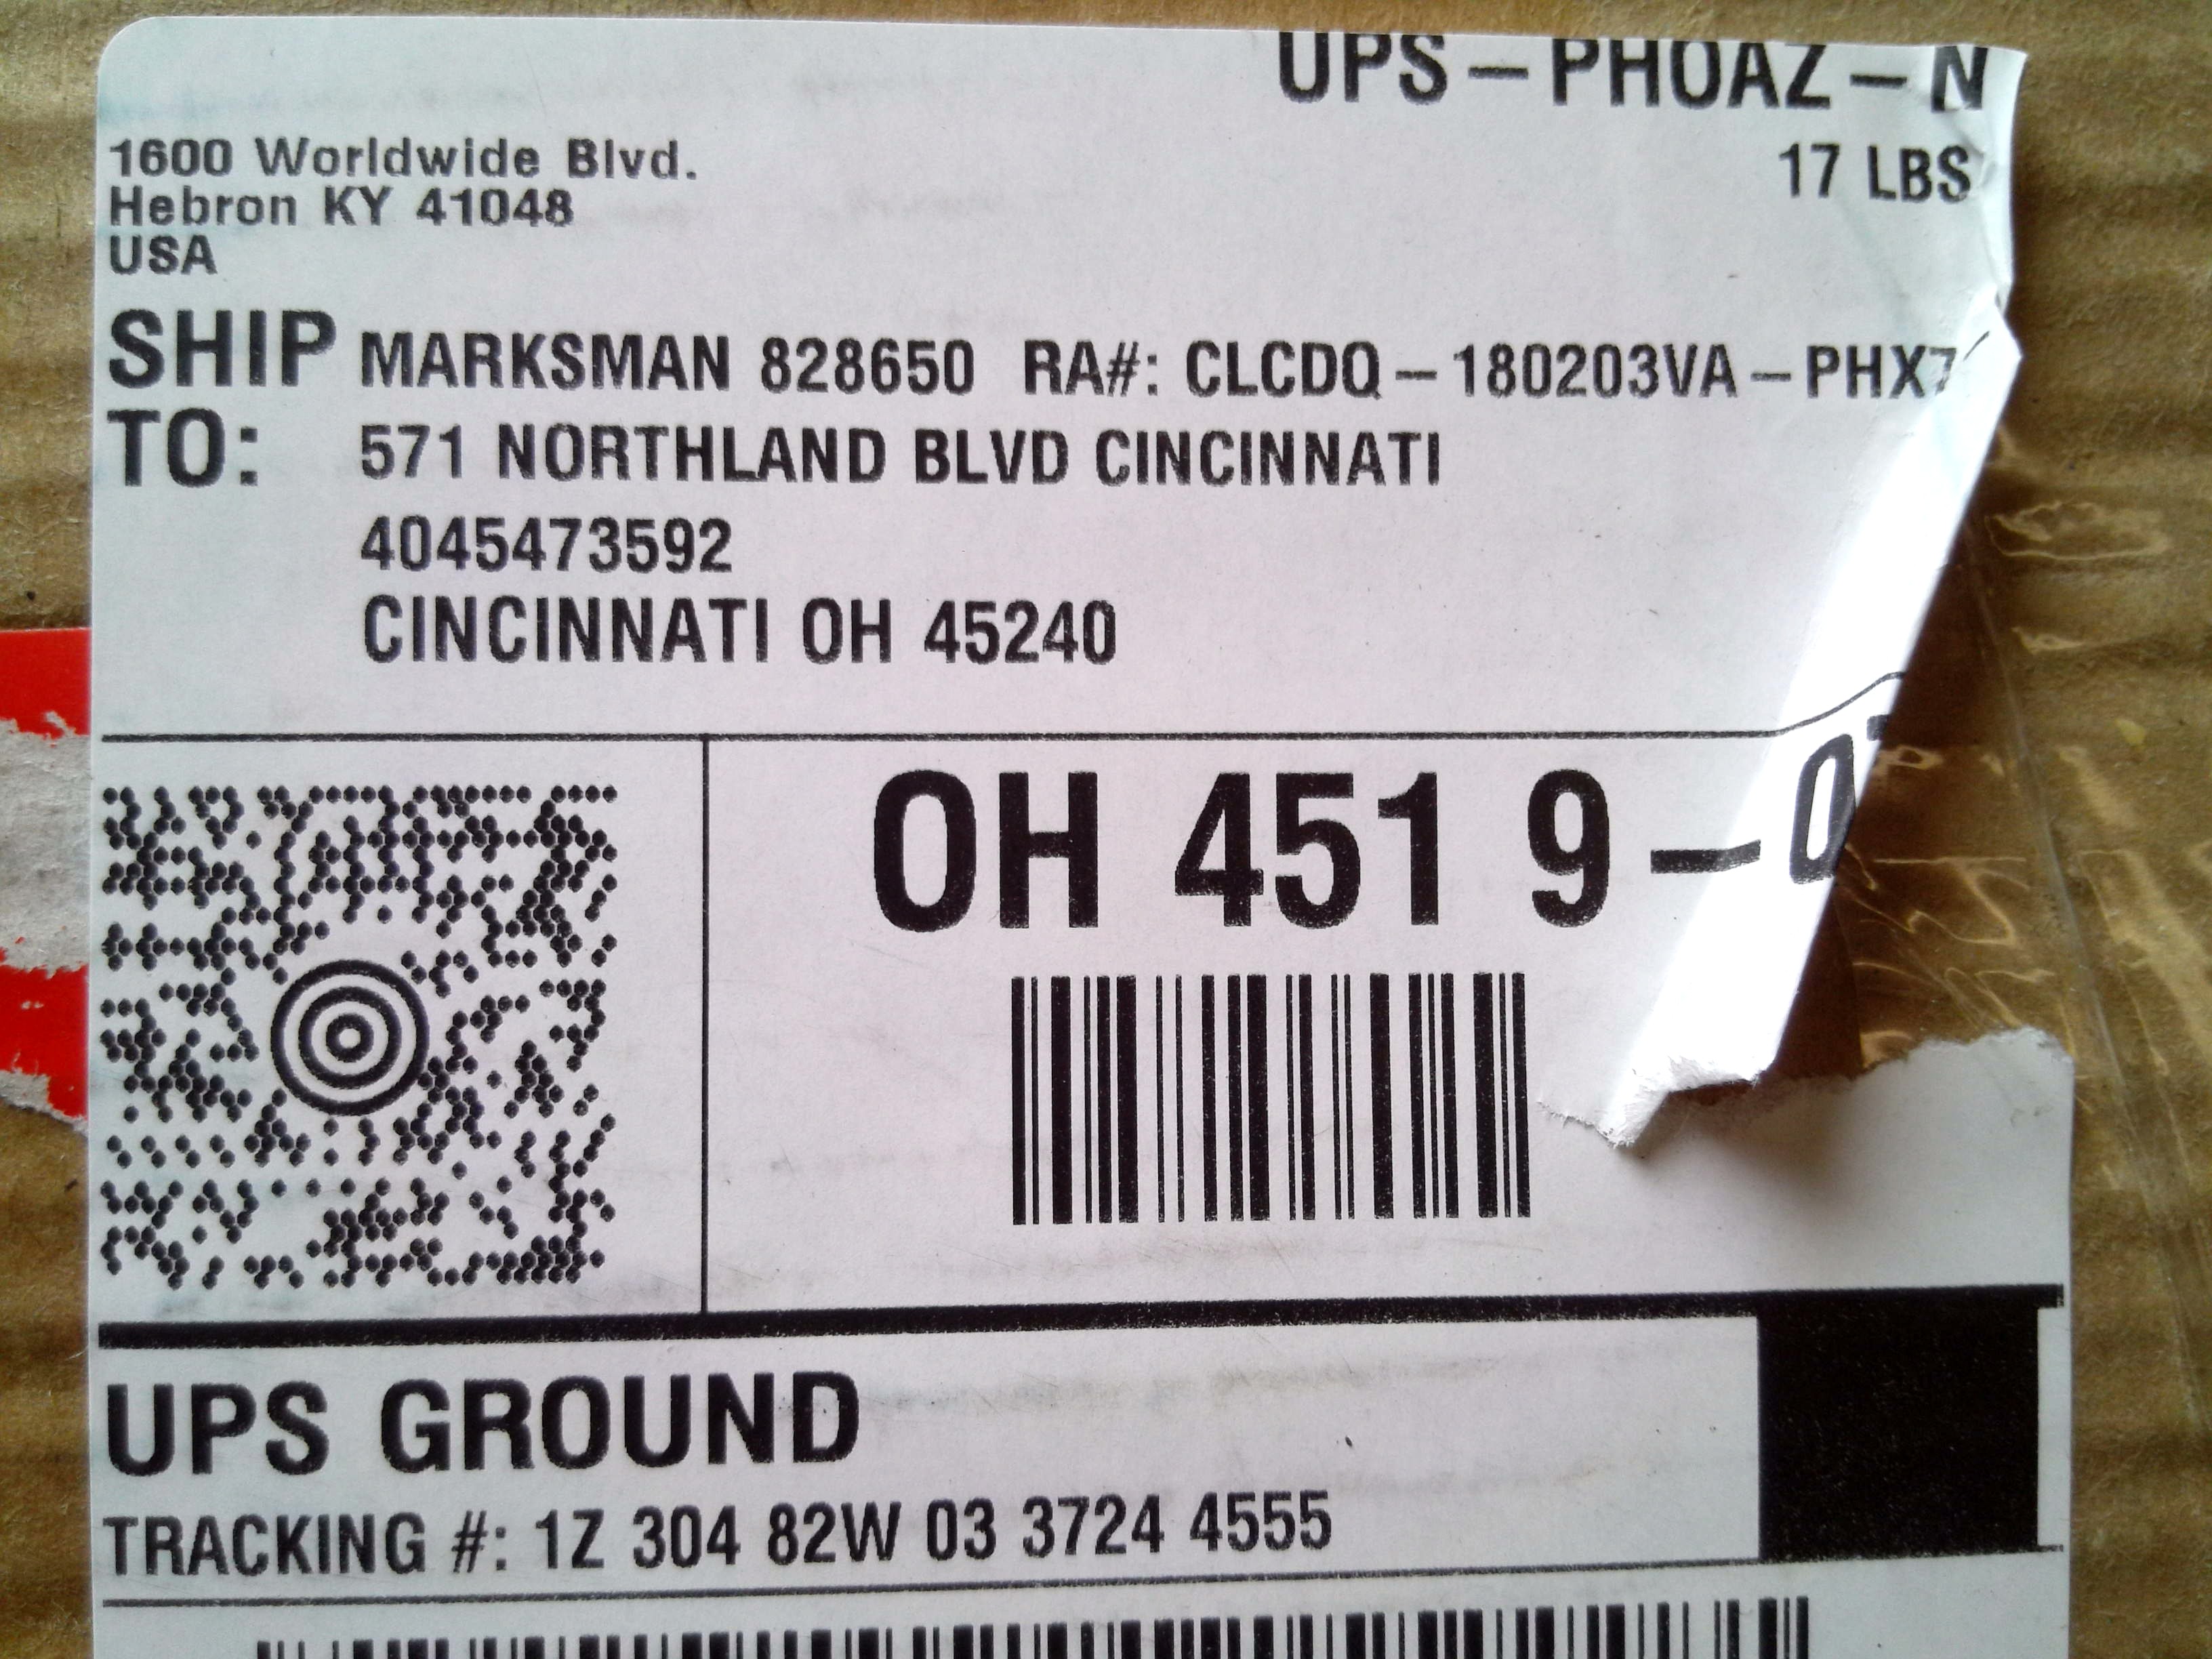 UPS – PHOAZ – N
17 LBS
1600 Worldwide Blvd.
Hebron KY 41048
USA
SHIP TO:
MARKSMAN 828650 RA#: CLCDQ – 180203VA – PHX7
571 NORTHLAND BLVD CINCINNATI
4045473592
CINCINNATI OH 45240
OH 451 9 – 0
UPS GROUND
TRACKING #: 1Z 304 82W 03 3724 4555